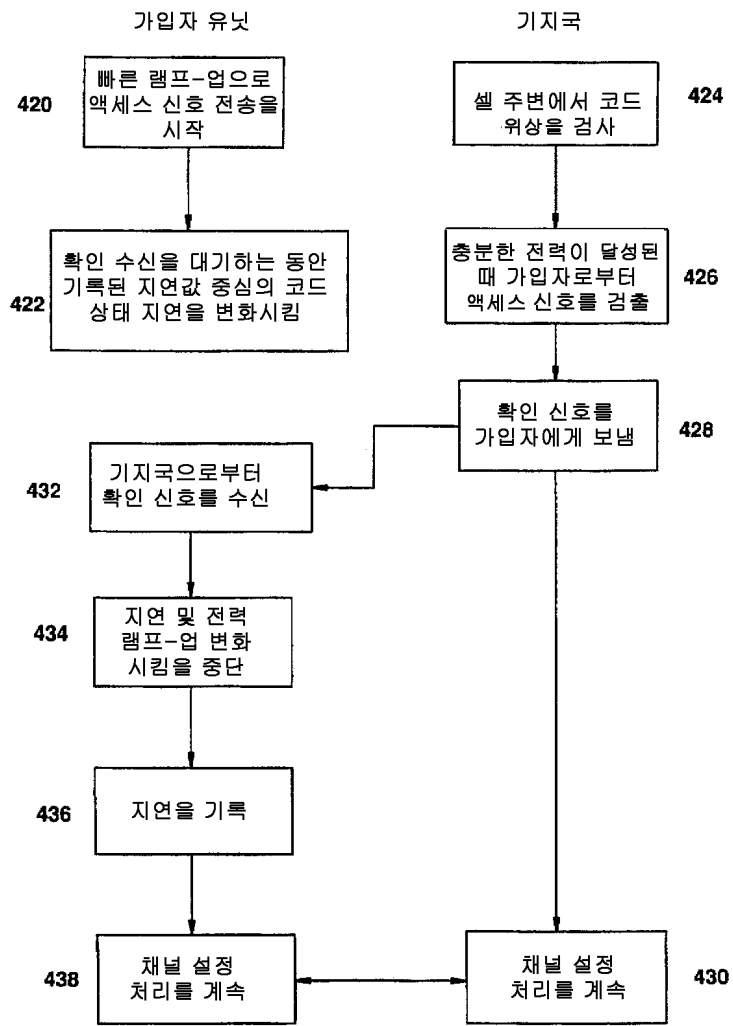 가입자 유닛
기지국
420
빠른 램프-업으로
액세스 신호 전송을
시작
424
셀 주변에서 코드
위상을 검사
422
확인 수신을 대기하는 동안
기록된 지연값 중심의 코드
상태 지연을 변화시킴
충분한 전력이 달성된
때 가입자로부터
액세스 신호를 검출
426
확인 신호를
가입자에게 보냄
428
432
기지국으로부터
확인 신호를 수신
434
지연 및 전력
램프-업 변화
시킴을 중단
436
지연을 기록
438
채널 설정
처리를 계속
채널 설정
처리를 계속
430